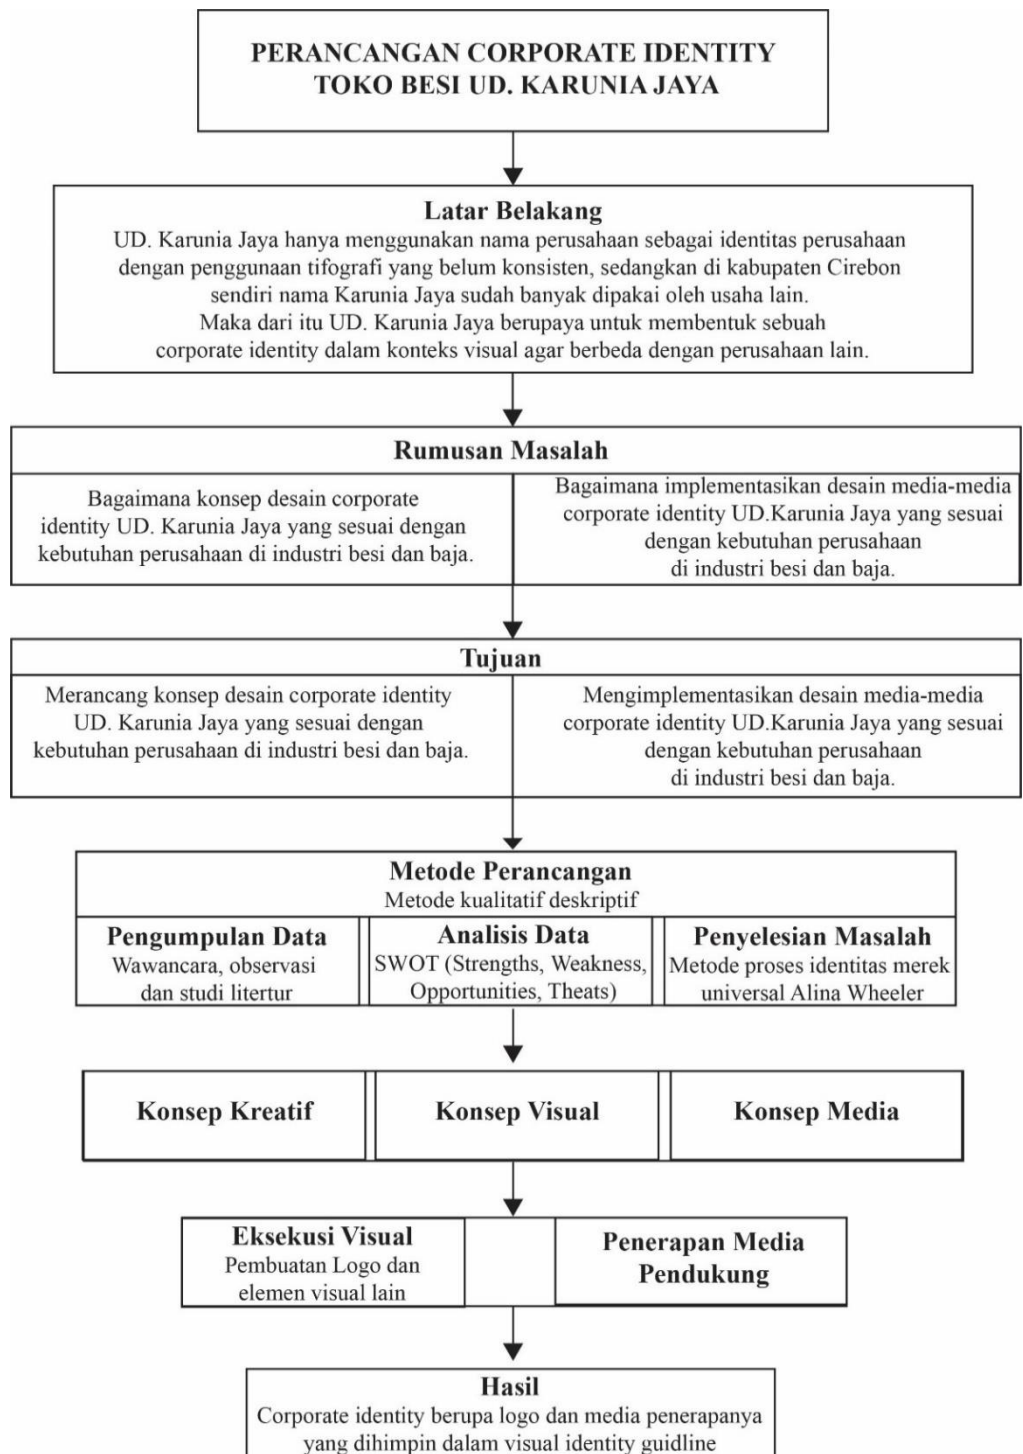 PERANCANGAN CORPORATE IDENTITY
TOKO BESI UD. KARUNIA JAYA
Latar Belakang
UD. Karunia Jaya hanya menggunakan nama perusahaan sebagai identitas perusahaan
dengan penggunaan tifografi yang belum konsisten, sedangkan di kabupaten Cirebon
sendiri nama Karunia Jaya sudah banyak dipakai oleh usaha lain.
Maka dari itu UD. Karunia Jaya berupaya untuk membentuk sebuah
corporate identity dalam konteks visual agar berbeda dengan perusahaan lain.
Rumusan Masalah
Bagaimana konsep desain corporate
identity UD. Karunia Jaya yang sesuai dengan
kebutuhan perusahaan di industri besi dan baja.
Bagaimana implementasikan desain media-media
corporate identity UD.Karunia Jaya yang sesuai
dengan kebutuhan perusahaan
di industri besi dan baja.
Tujuan
Merancang konsep desain corporate identity
UD. Karunia Jaya yang sesuai dengan
kebutuhan perusahaan di industri besi dan baja.
Mengimplementasikan desain media-media
corporate identity UD.Karunia Jaya yang sesuai
dengan kebutuhan perusahaan
di industri besi dan baja.
Metode Perancangan
Metode kualitatif deskriptif
Pengumpulan Data
Wawancara, observasi
dan studi litertur
Analisis Data
SWOT (Strengths, Weakness,
Opportunities, Theats)
Penyelesian Masalah
Metode proses identitas merek
universal Alina Wheeler
Konsep Kreatif
Konsep Visual
Konsep Media
Eksekusi Visual
Pembuatan Logo dan
elemen visual lain
Penerapan Media
Pendukung
Hasil
Corporate identity berupa logo dan media penerapanya
yang dihimpin dalam visual identity guidline